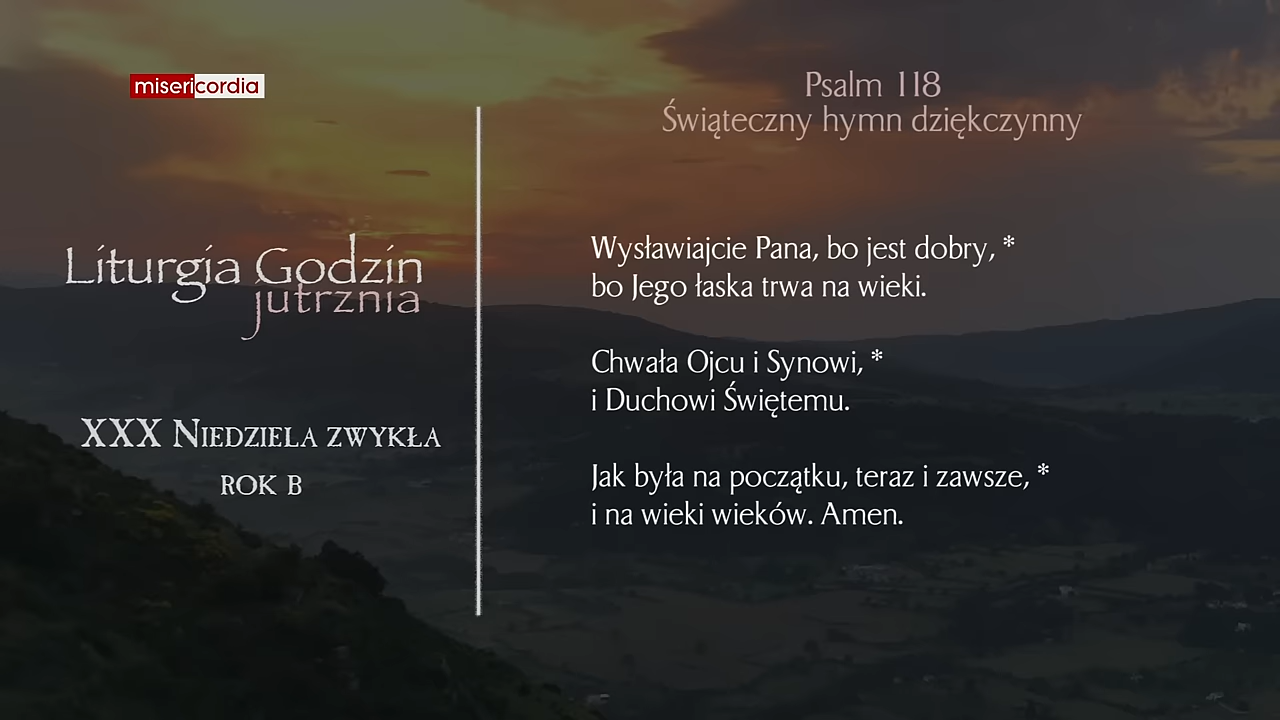 misericordia
Liturgia Godzin
jutrznia
XXX Niedziela zwykła
rok B
Psalm 118
Świąteczny hymn dziękczynny
Wysławiajcie Pana, bo jest dobry, *
bo Jego łaska trwa na wieki.
Chwała Ojcu i Synowi, *
i Duchowi Świętemu.
Jak była na początku, teraz i zawsze, *
i na wieki wieków. Amen.